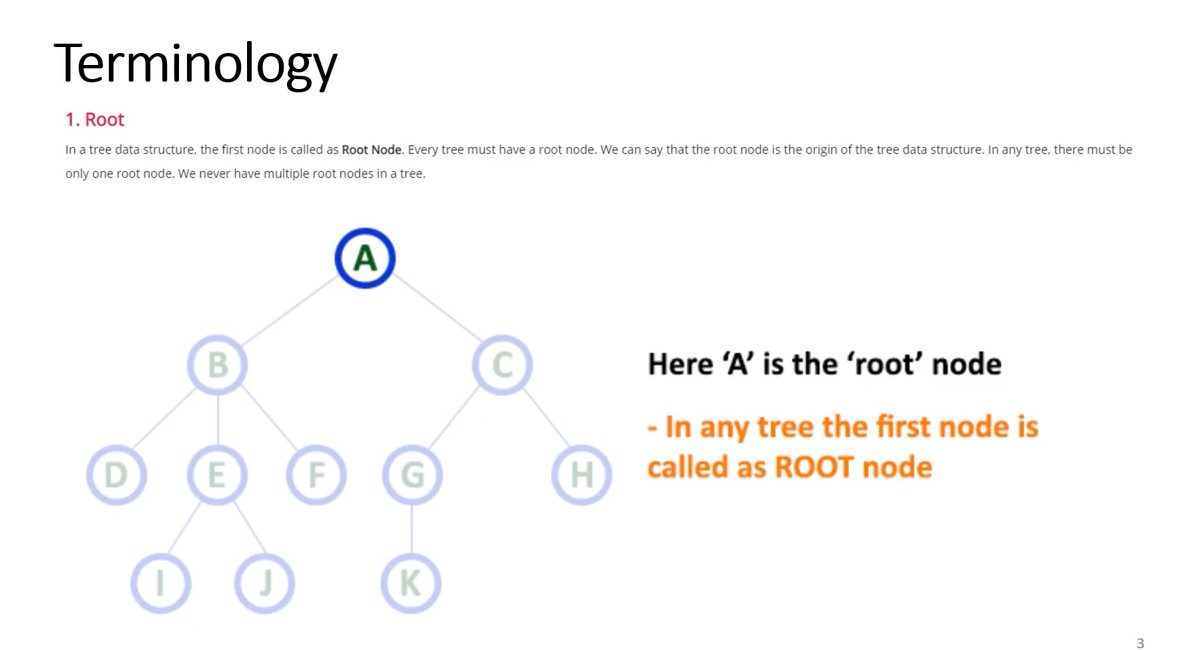 Terminology
1. Root
In a tree data structure, the first node is called as Root Node. Every tree must have a root node. We can say that the root node is the origin of the tree data structure. In any tree, there must be
only one root node. We never have multiple root nodes in a tree.
A
B
C
Here ‘A’ is the ‘root’ node
- In any tree the first node is
called as ROOT node
D
E
F
G
H
I
J
K
3